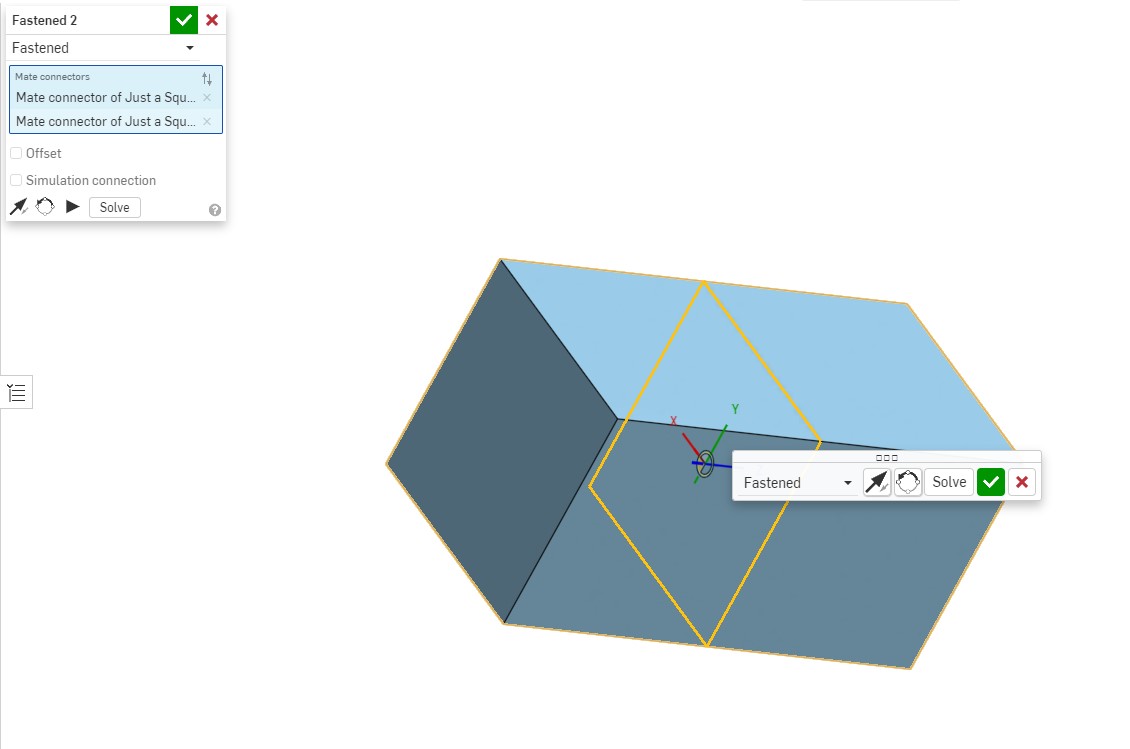 Fastened 2
Fastened
Mate connectors
Mate connector of Just a Squ...
Mate connector of Just a Squ...
Offset
Simulation connection
Solve
X
Y
Fastened
Solve